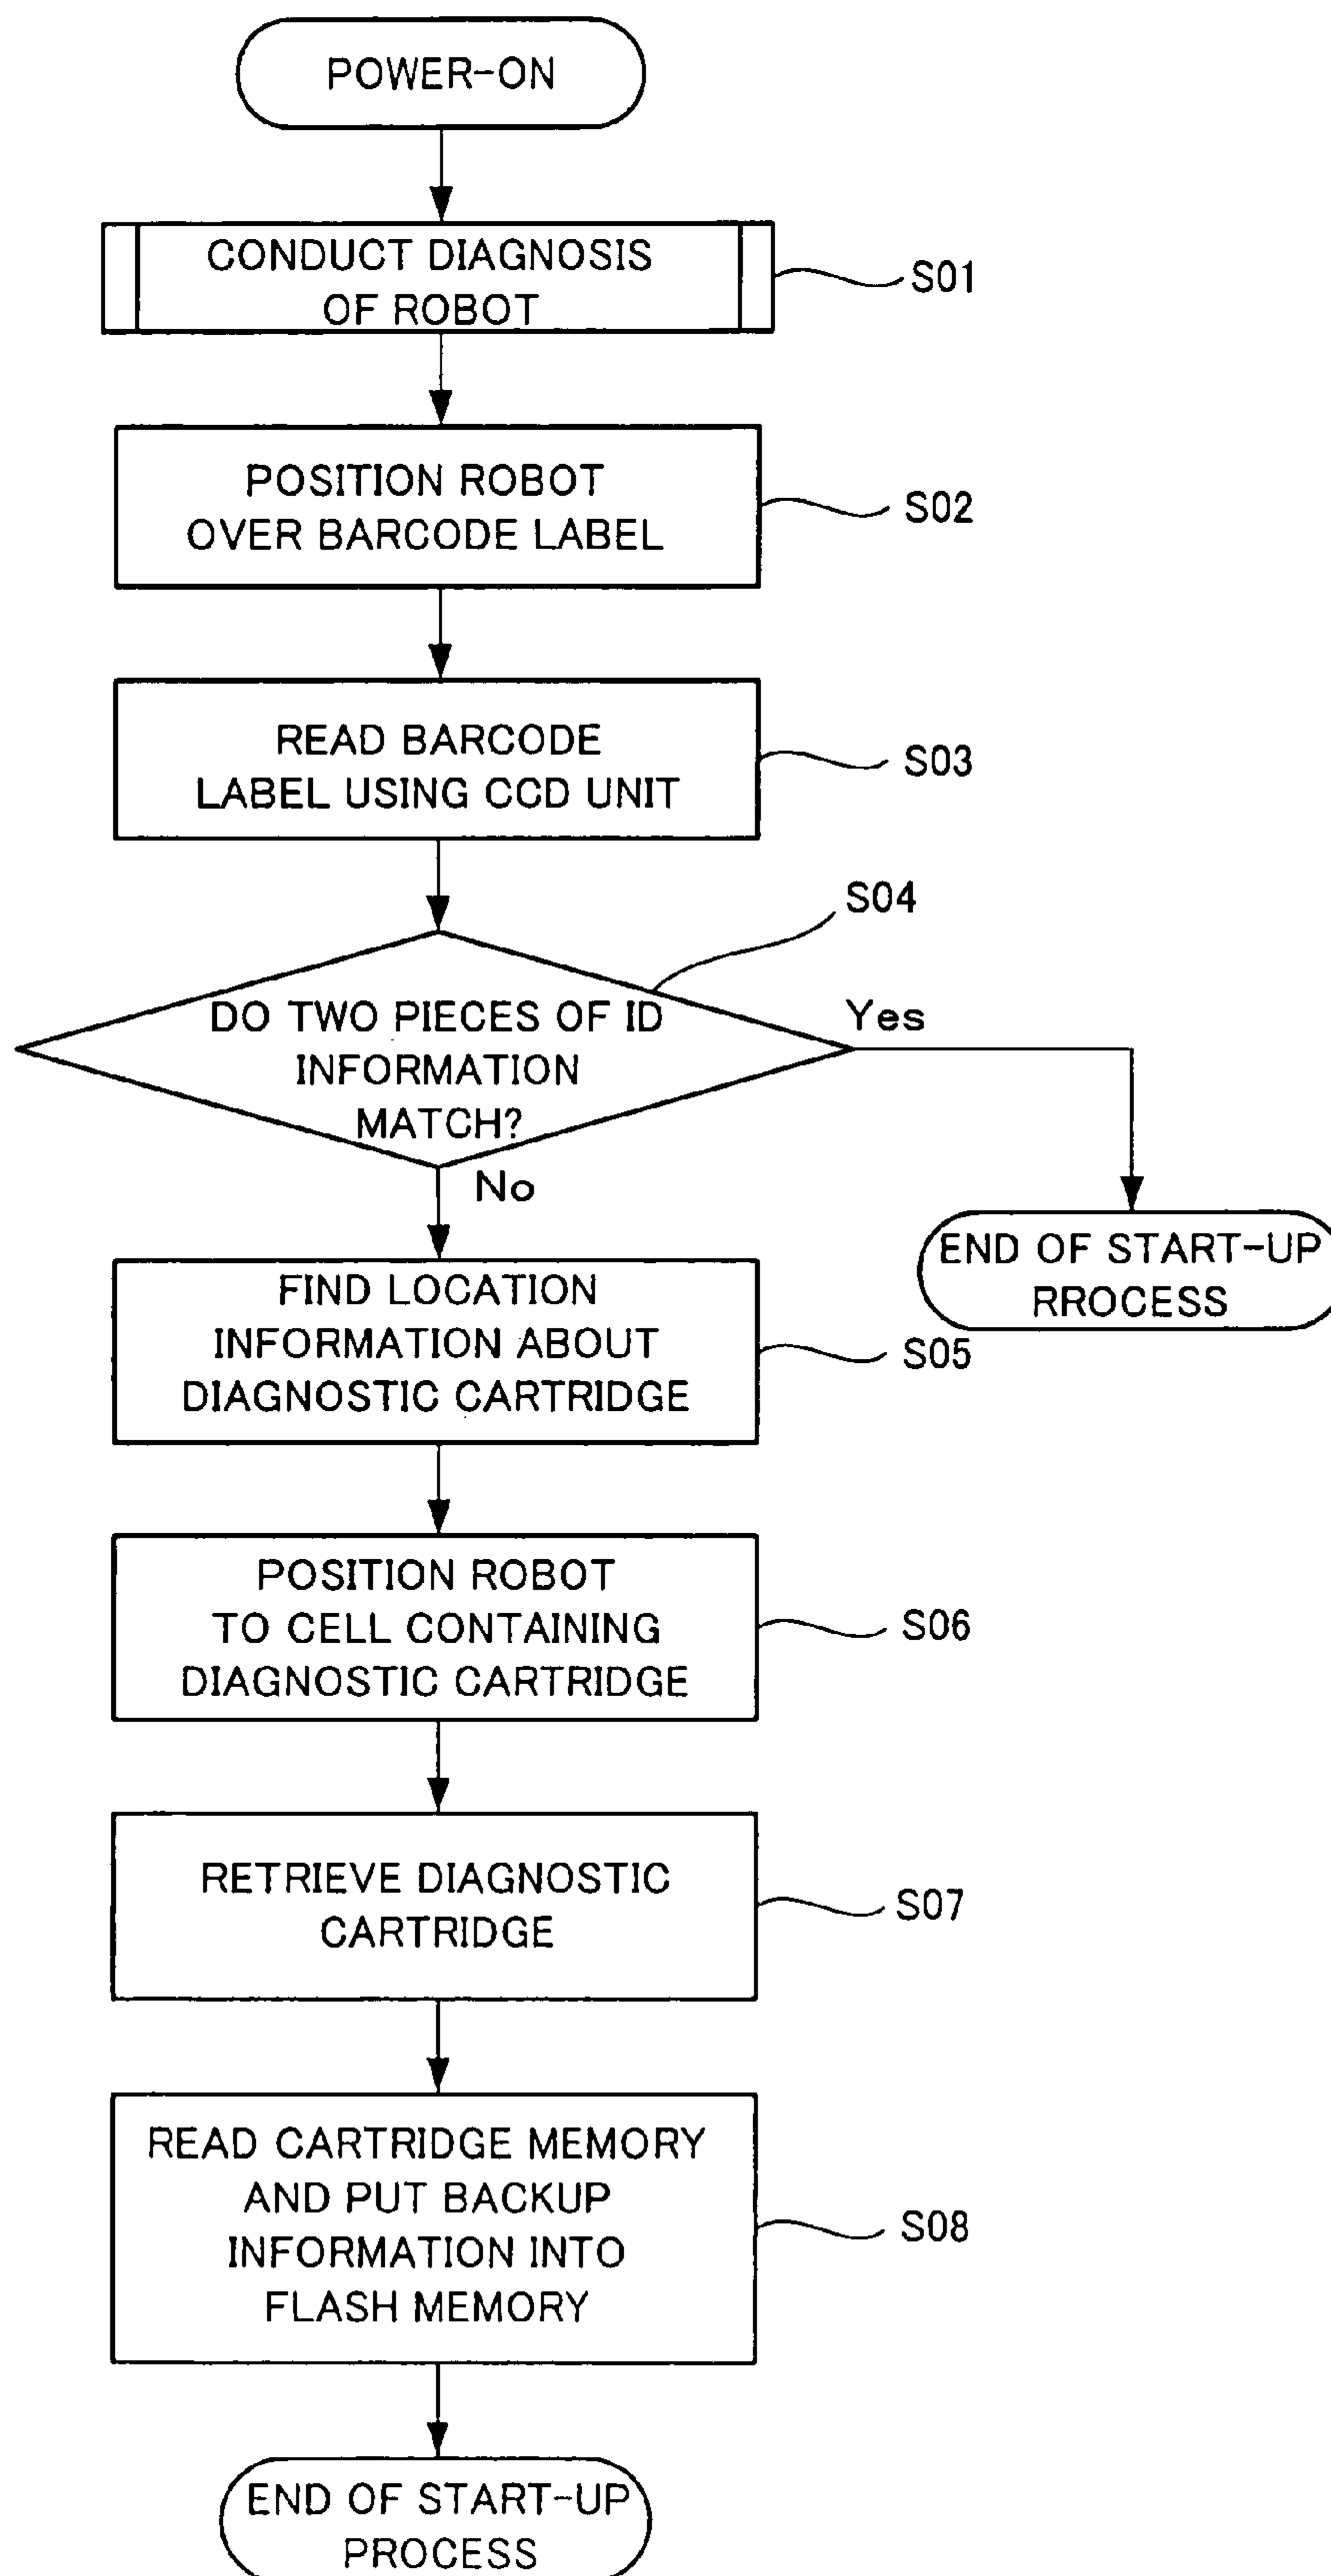 POWER-ON
CONDUCT DIAGNOSIS
OF ROBOT
S01
POSITION ROBOT
OVER BARCODE LABEL
S02
READ BARCODE
LABEL USING CCD UNIT
S03
S04
DO TWO PIECES OF ID
INFORMATION
MATCH?
Yes
No
END OF START-UP
RROCESS
FIND LOCATION
INFORMATION ABOUT
DIAGNOSTIC CARTRIDGE
S05
POSITION ROBOT
TO CELL CONTAINING
DIAGNOSTIC CARTRIDGE
S06
RETRIEVE DIAGNOSTIC
CARTRIDGE
S07
READ CARTRIDGE MEMORY
AND PUT BACKUP
INFORMATION INTO
FLASH MEMORY
S08
END OF START-UP
PROCESS